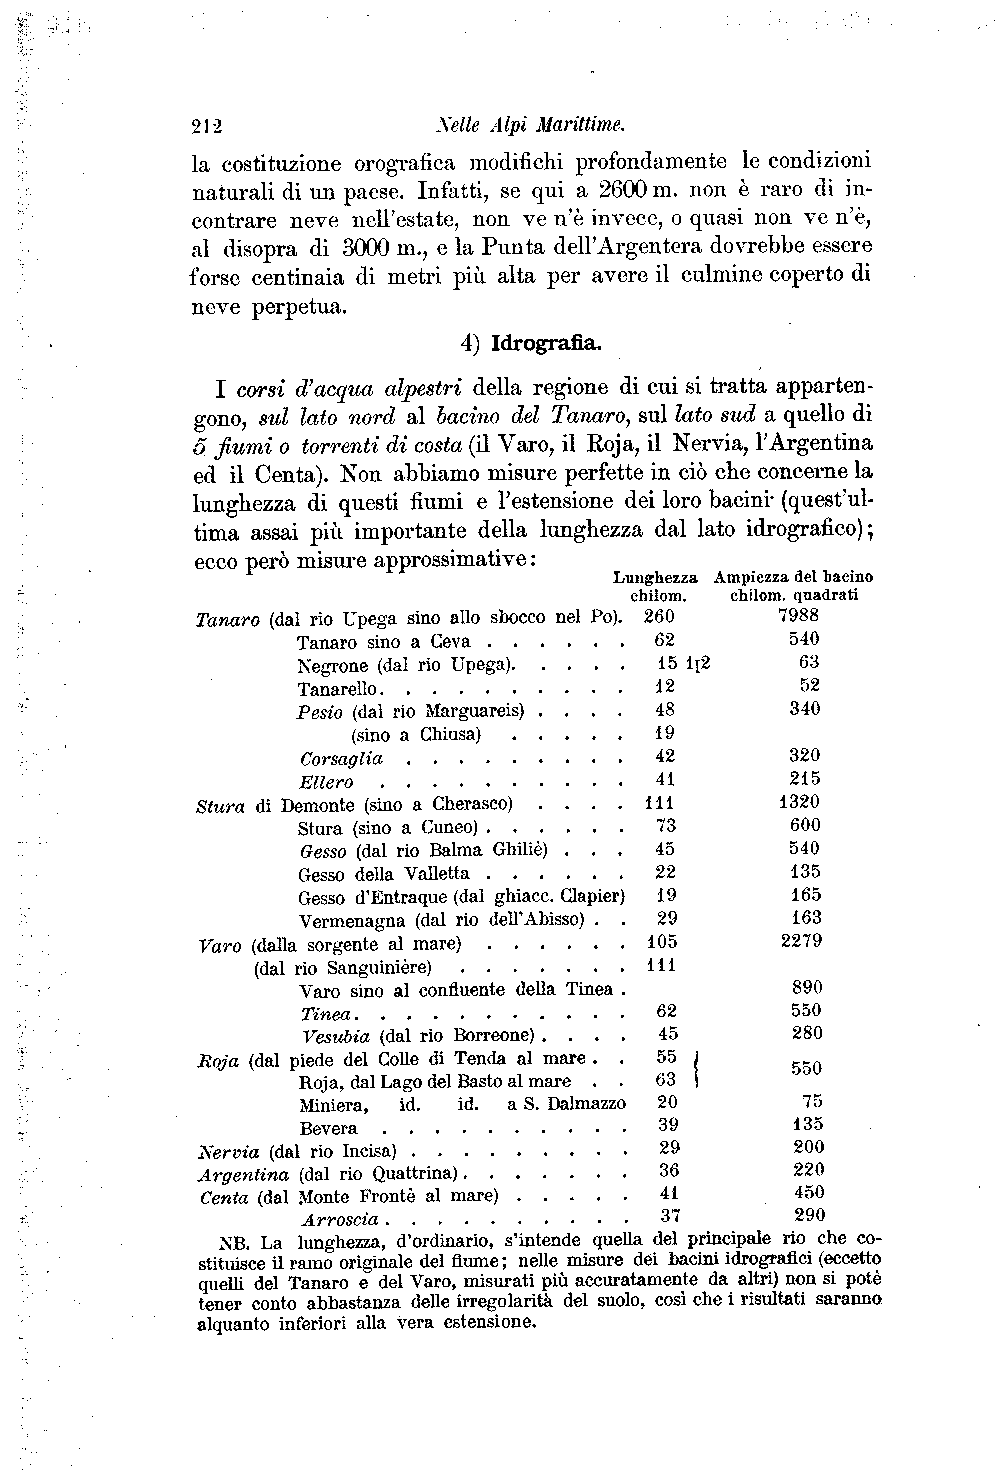 212 Nelle Alpi Marittime.
la costituzione orografica modifichi profondamente le condizioni
naturali di un paese. Infatti, se qui a 2600 m. non è raro di in-
contrare neve nell'estate, non ve n'è invece, o quasi non ve n'è,
al disopra di 3000 m., e la Punta dell'Argentera dovrebbe essere
forse centinaia di metri più alta per avere il culmine coperto di
neve perpetua.
4) Idrografia.
I corsi d'acqua alpestri della regione di cui si tratta apparten-
gono, sul lato nord al bacino del Tanaro, sul lato sud a quello di
5 fiumi o torrenti di costa (il Varo, il Roja, il Nervia, l'Argentina
ed il Centa). Non abbiamo misure perfette in ciò che concerne la
lunghezza di questi fiumi e l'estensione dei loro bacini (quest'ul-
tima assai più importante della lunghezza dal lato idrografico);
ecco però misure approssimative:
Lunghezza Ampiezza del bacino
chilom. chilom. quadrati
Tanaro (dal rio Upega sino allo sbocco nel Po). 260 7988
Tanaro sino a Ceva . . . . . . 62 540
Negrone (dal rio Upega). . . . . 15 1[2 63
Tanarello. . . . . . . . . . 12 52
Pesio (dal rio Marguareis) . . . . 48 340
(sino a Chiusa) . . . . . 19
Corsaglia . . . . . . . . . 42 320
Ellero . . . . . . . . . . 41 215
Stura di Demonte (sino a Cherasco) . . . . 111 1320
Stura (sino a Cuneo) . . . . . . 73 600
Gesso (dal rio Balma Ghiliè) . . . 45 540
Gesso della Valletta . . . . . . 22 135
Gesso d'Entraque (dal ghiacc. Clapier) 19 165
Vermenagna (dal rio dell'Abisso) . . 29 163
Varo (dalla sorgente al mare) . . . . . . 105 2279
(dal rio Sanguinière) . . . . . . . 111
Varo sino al confluente della Tinea . 890
Tinea. . . . . . . . . . . 62 550
Vesubia (dal rio Borreone) . . . . 45 280
Roja (dal piede del Colle di Tenda al mare . . 55 }
Roja, dal Lago del Basto al mare . . 63 } 550
Miniera, id. id. a S. Dalmazzo 20 75
Bevera . . . . . . . . . . 39 135
Nervia (dal rio Incisa) . . . . . . . . . 29 200
Argentina (dal rio Quattrina) . . . . . . . 36 220
Centa (dal Monte Frontè al mare) . . . . . 41 450
Arroscia . . . . . . . . . . 37 290
NB. La lunghezza, d'ordinario, s'intende quella del principale rio che co-
stituisce il ramo originale del fiume; nelle misure dei bacini idrografici (eccetto
quelli del Tanaro e del Varo, misurati più accuratamente da altri) non si potè
tener conto abbastanza delle irregolarità del suolo, così che i risultati saranno
alquanto inferiori alla vera estensione.